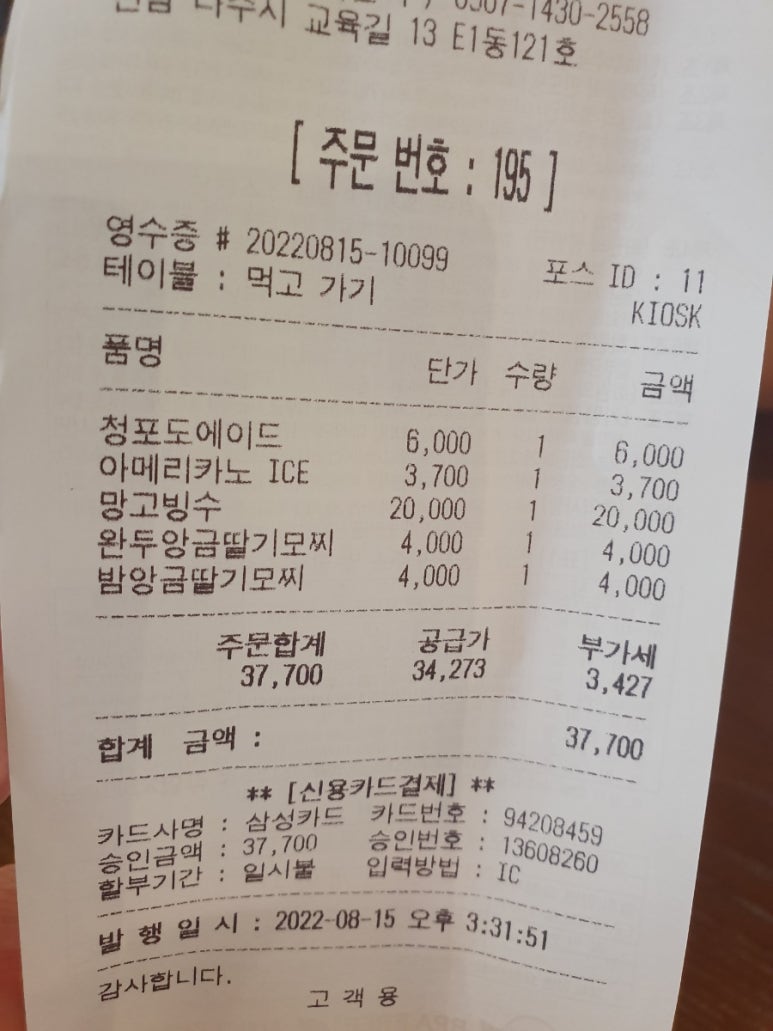 나주시 교육길 13 E1동121호
0507-1430-2558
[ 주문 번호 : 195 ]
영수증 # 20220815-10099
테이블 : 먹고 가기
포스 ID : 11
KIOSK
품명 단가 수량 금액
청포도에이드 6,000 1 6,000
아메리카노 ICE 3,700 1 3,700
망고빙수 20,000 1 20,000
완두앙금딸기모찌 4,000 1 4,000
밤앙금딸기모찌 4,000 1 4,000
주문합계 공급가 부가세
37,700 34,273 3,427
합계 금액 : 37,700
** [신용카드결제] **
카드사명 : 삼성카드 카드번호 : 94208459
승인금액 : 37,700 승인번호 : 13608260
할부기간 : 일시불 입력방법 : IC
발 행 일 시 : 2022-08-15 오후 3:31:51
감사합니다.
고 객 용